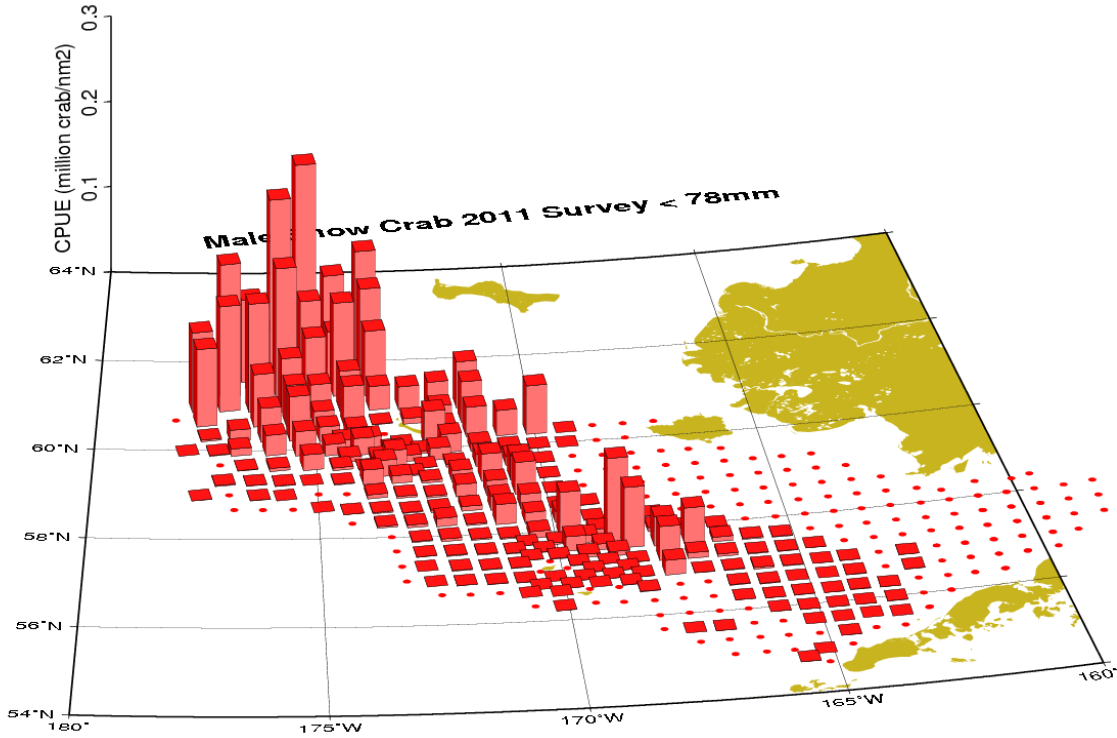 0.3
0.2
0.1
CPUE (million crab/nm2)
Male Snow Crab 2011 Survey < 78mm
64°N
62°N
60°N
58°N
56°N
54°N
180°
175°W
170°W
165°W
160°